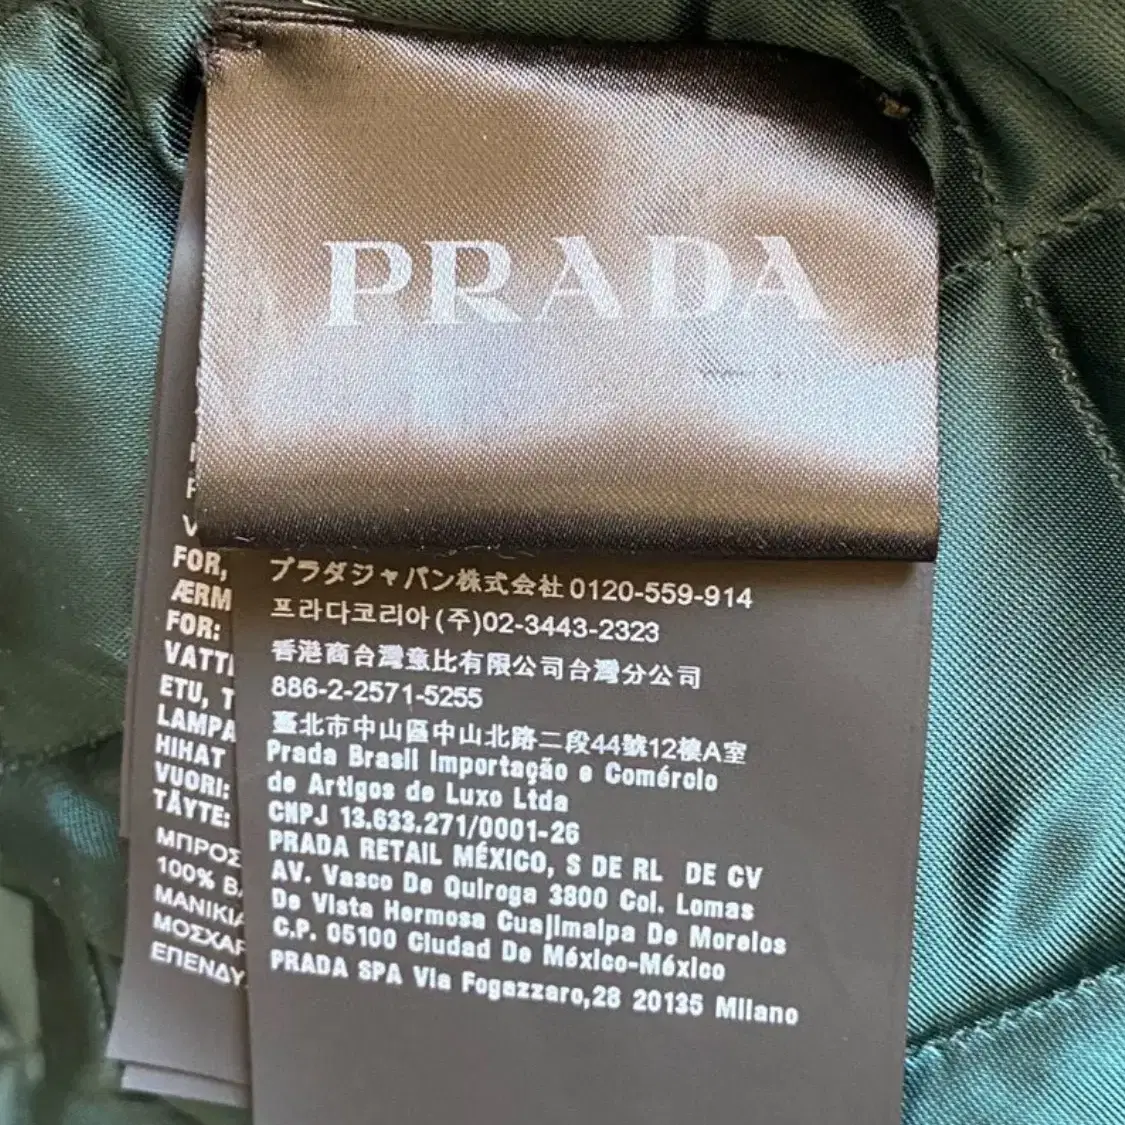 PRADA
FOR,
ÆRM
FOR:
VATTI
ETU, T
LAMPA
HIHAT
VUORI:
TÄYTE:
ΜΠΡΟΣ
100% Β
ΜΑΝΙΚΙΑ
ΜΟΣΧΑΡ
ΕΠΕΝΔΥ
プラダジャパン株式会社 0120-559-914
프라다코리아(주)02-3443-2323
香港商台灣意比有限公司台灣分公司
886-2-2571-5255
臺北市中山區中山北路二段44號12樓A室
Prada Brasil Importação e Comércio
de Artigos de Luxo Ltda
CNPJ 13.633.271/0001-26
PRADA RETAIL MÉXICO, S DE RL DE CV
AV. Vasco De Quiroga 3800 Col. Lomas
De Vista Hermosa Cuajimalpa De Morelos
C.P. 05100 Ciudad De México-México
PRADA SPA Via Fogazzaro,28 20135 Milano